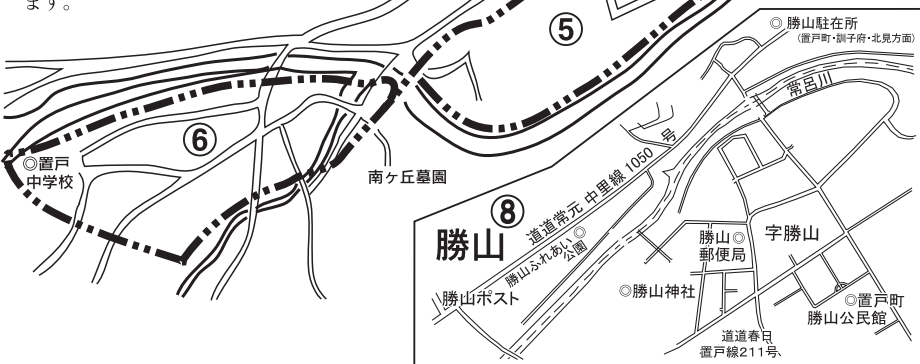 ます。
⑤
⑥
◎置戸
中学校
南ヶ丘墓園
◎勝山駐在所
(置戸町・訓子府・北見方面)
常呂川
道道常元 中里線 1050 号
⑧
勝山
勝山ふれあい◎
公園
勝山ポスト
勝山◎
郵便局
字勝山
◎勝山神社
◎置戸町
勝山公民館
道道春日
置戸線211号